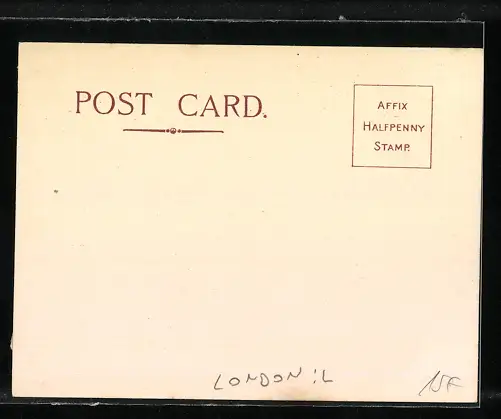 POST CARD.
AFFIX
HALFPENNY
STAMP.
LONDON :L
15F